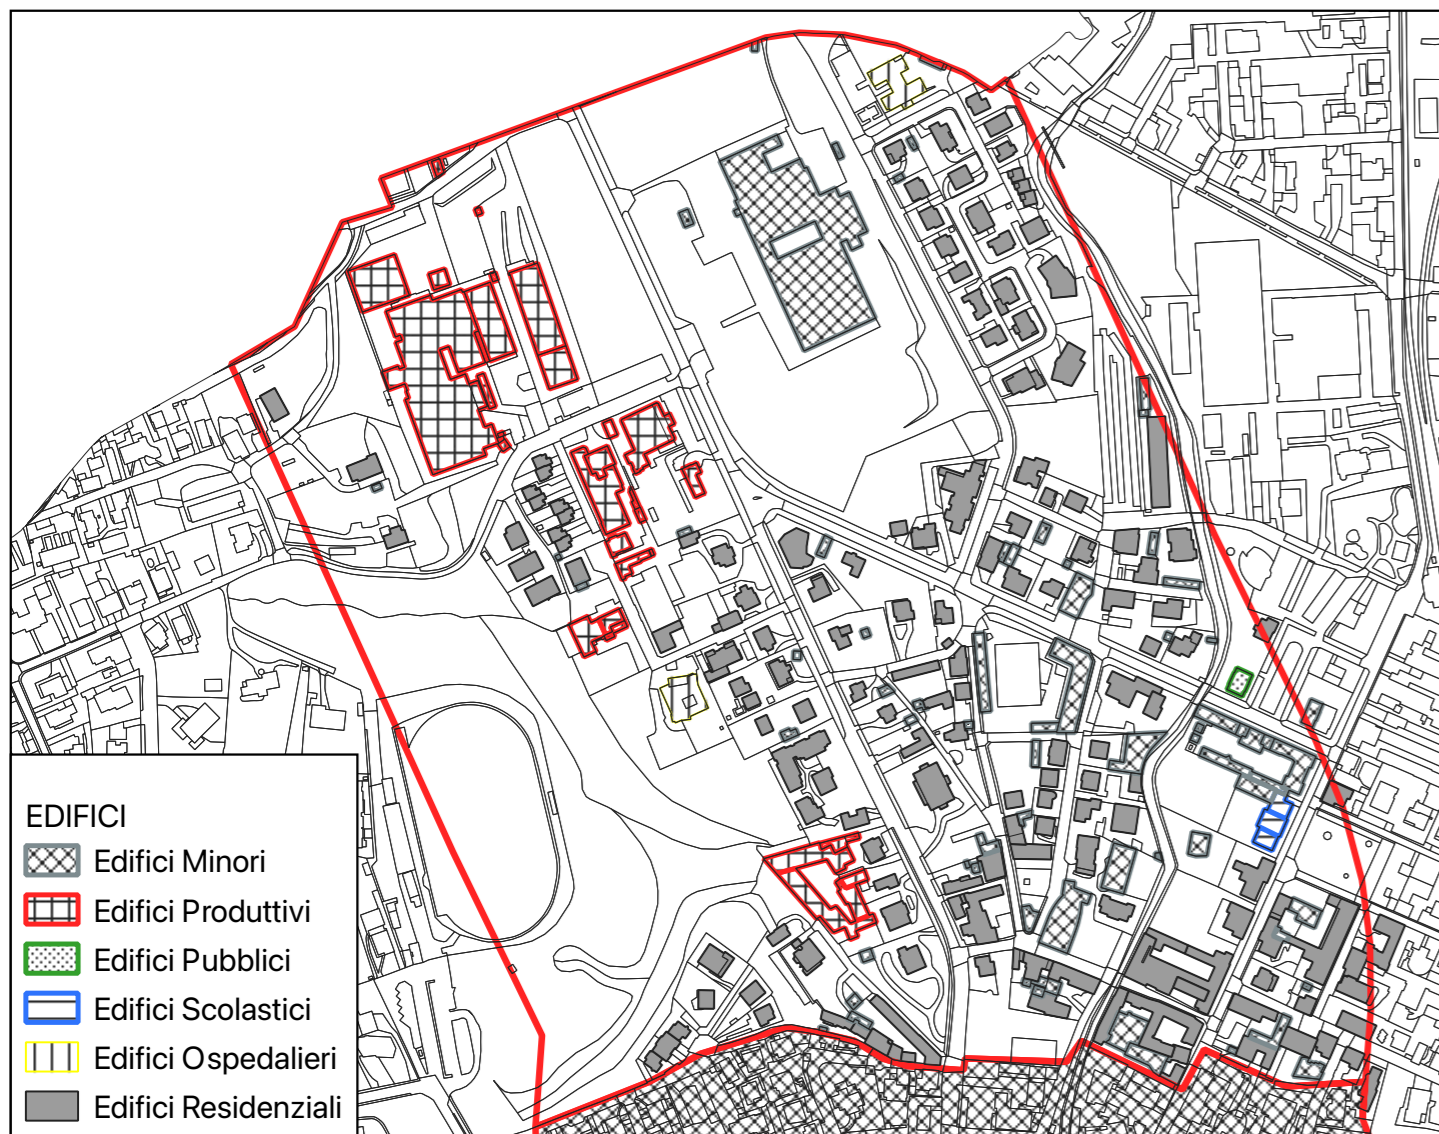 EDIFICI
Edifici Minori
Edifici Produttivi
Edifici Pubblici
Edifici Scolastici
Edifici Ospedalieri
Edifici Residenziali